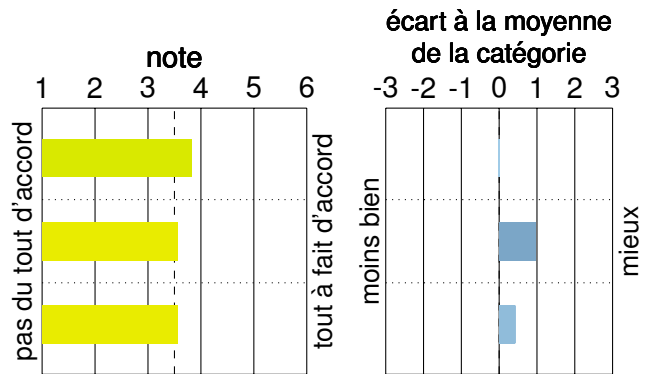 note
1 2 3 4 5 6
pas du tout d'accord
tout à fait d'accord
écart à la moyenne
de la catégorie
-3 -2 -1 0 1 2 3
moins bien
mieux